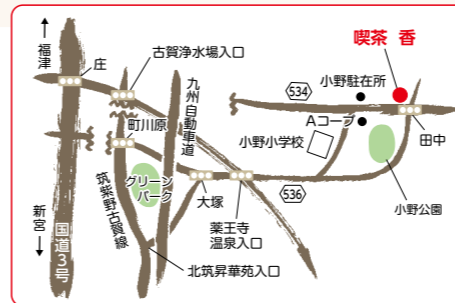 福津
庄
古賀浄水場入口
九州自動車道
町川原
グリーン
パーク
筑紫野古賀線
大塚
薬王寺
温泉入口
北筑昇華苑入口
新宮
国道3号
喫茶 香
534
小野駐在所
Aコープ
小野小学校
田中
536
小野公園